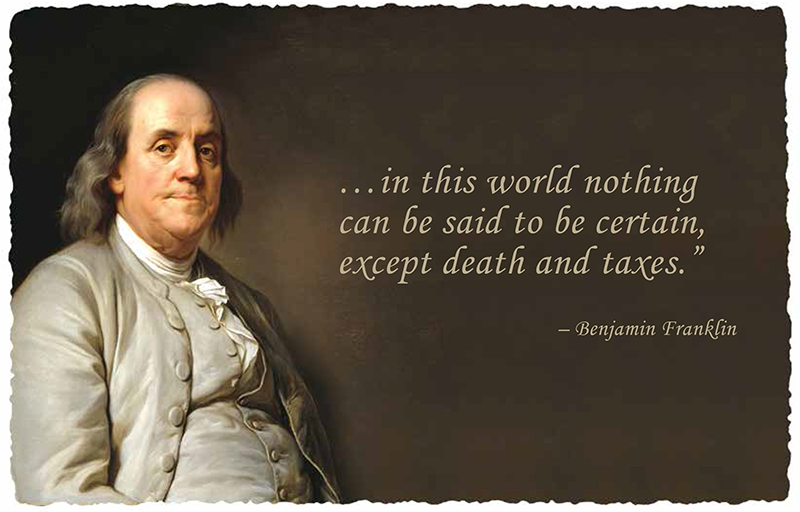 …in this world nothing
can be said to be certain,
except death and taxes.”
– Benjamin Franklin